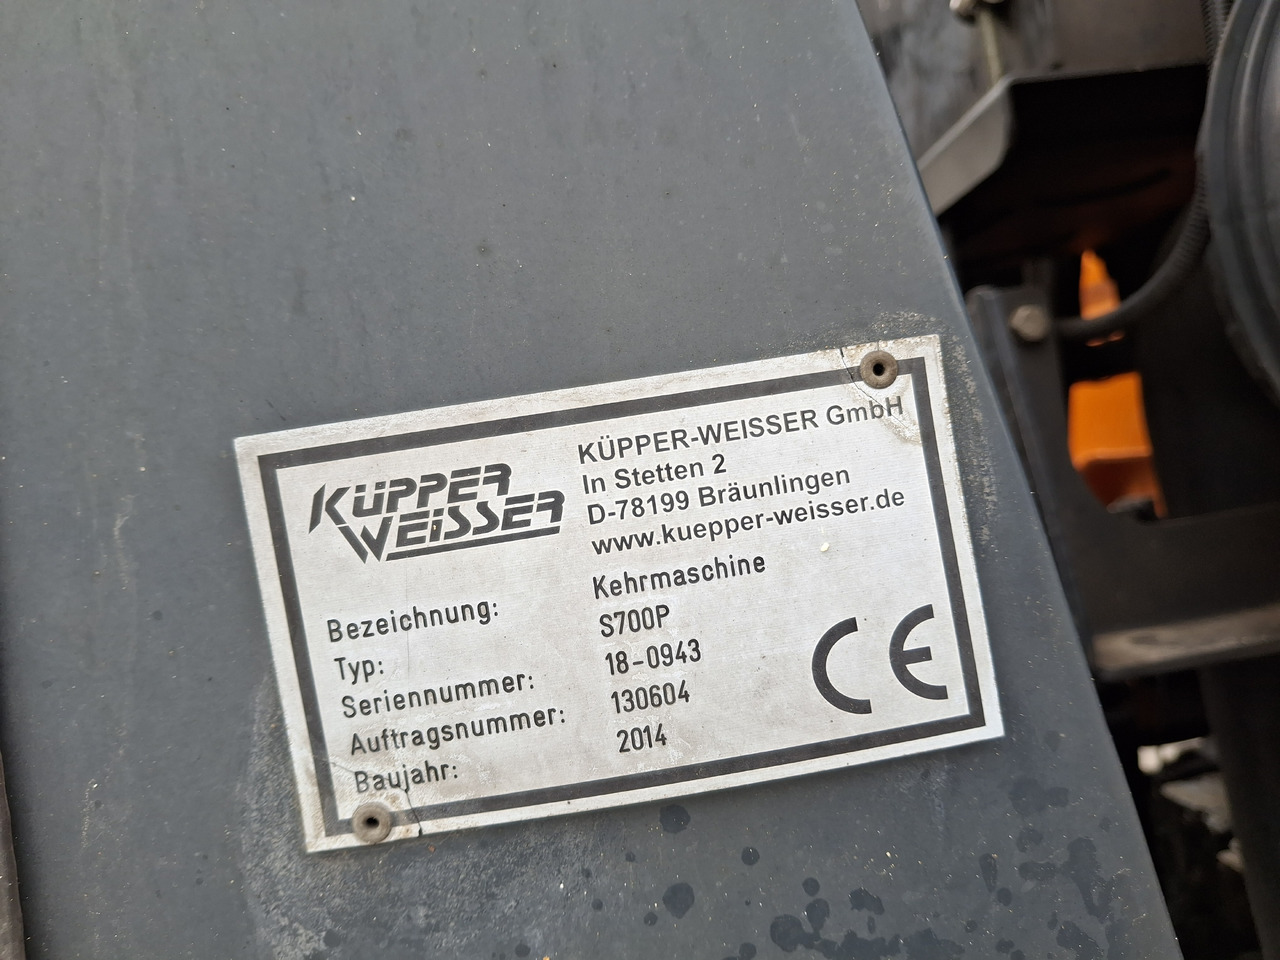 KÜPPER
WEISSER
KÜPPER-WEISSER GmbH
In Stetten 2
D-78199 Bräunlingen
www.kuepper-weisser.de
Bezeichnung: Kehrmaschine
Typ: S700P
Seriennummer: 18-0943
Auftragsnummer: 130604
Baujahr: 2014
CE